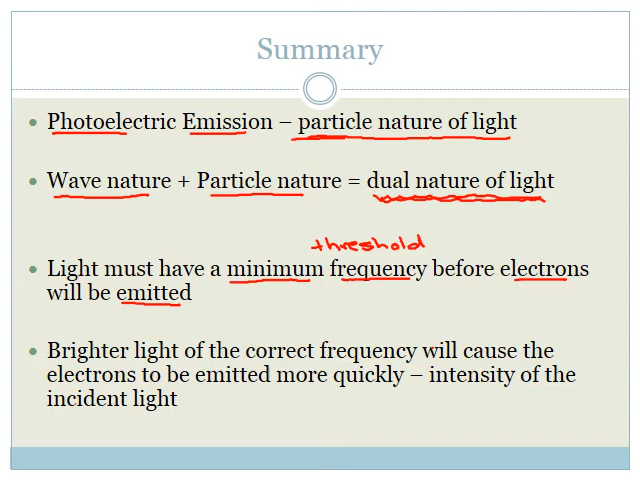 Summary
• Photoelectric Emission – particle nature of light
• Wave nature + Particle nature = dual nature of light
threshold
• Light must have a minimum frequency before electrons
will be emitted
• Brighter light of the correct frequency will cause the
electrons to be emitted more quickly – intensity of the
incident light